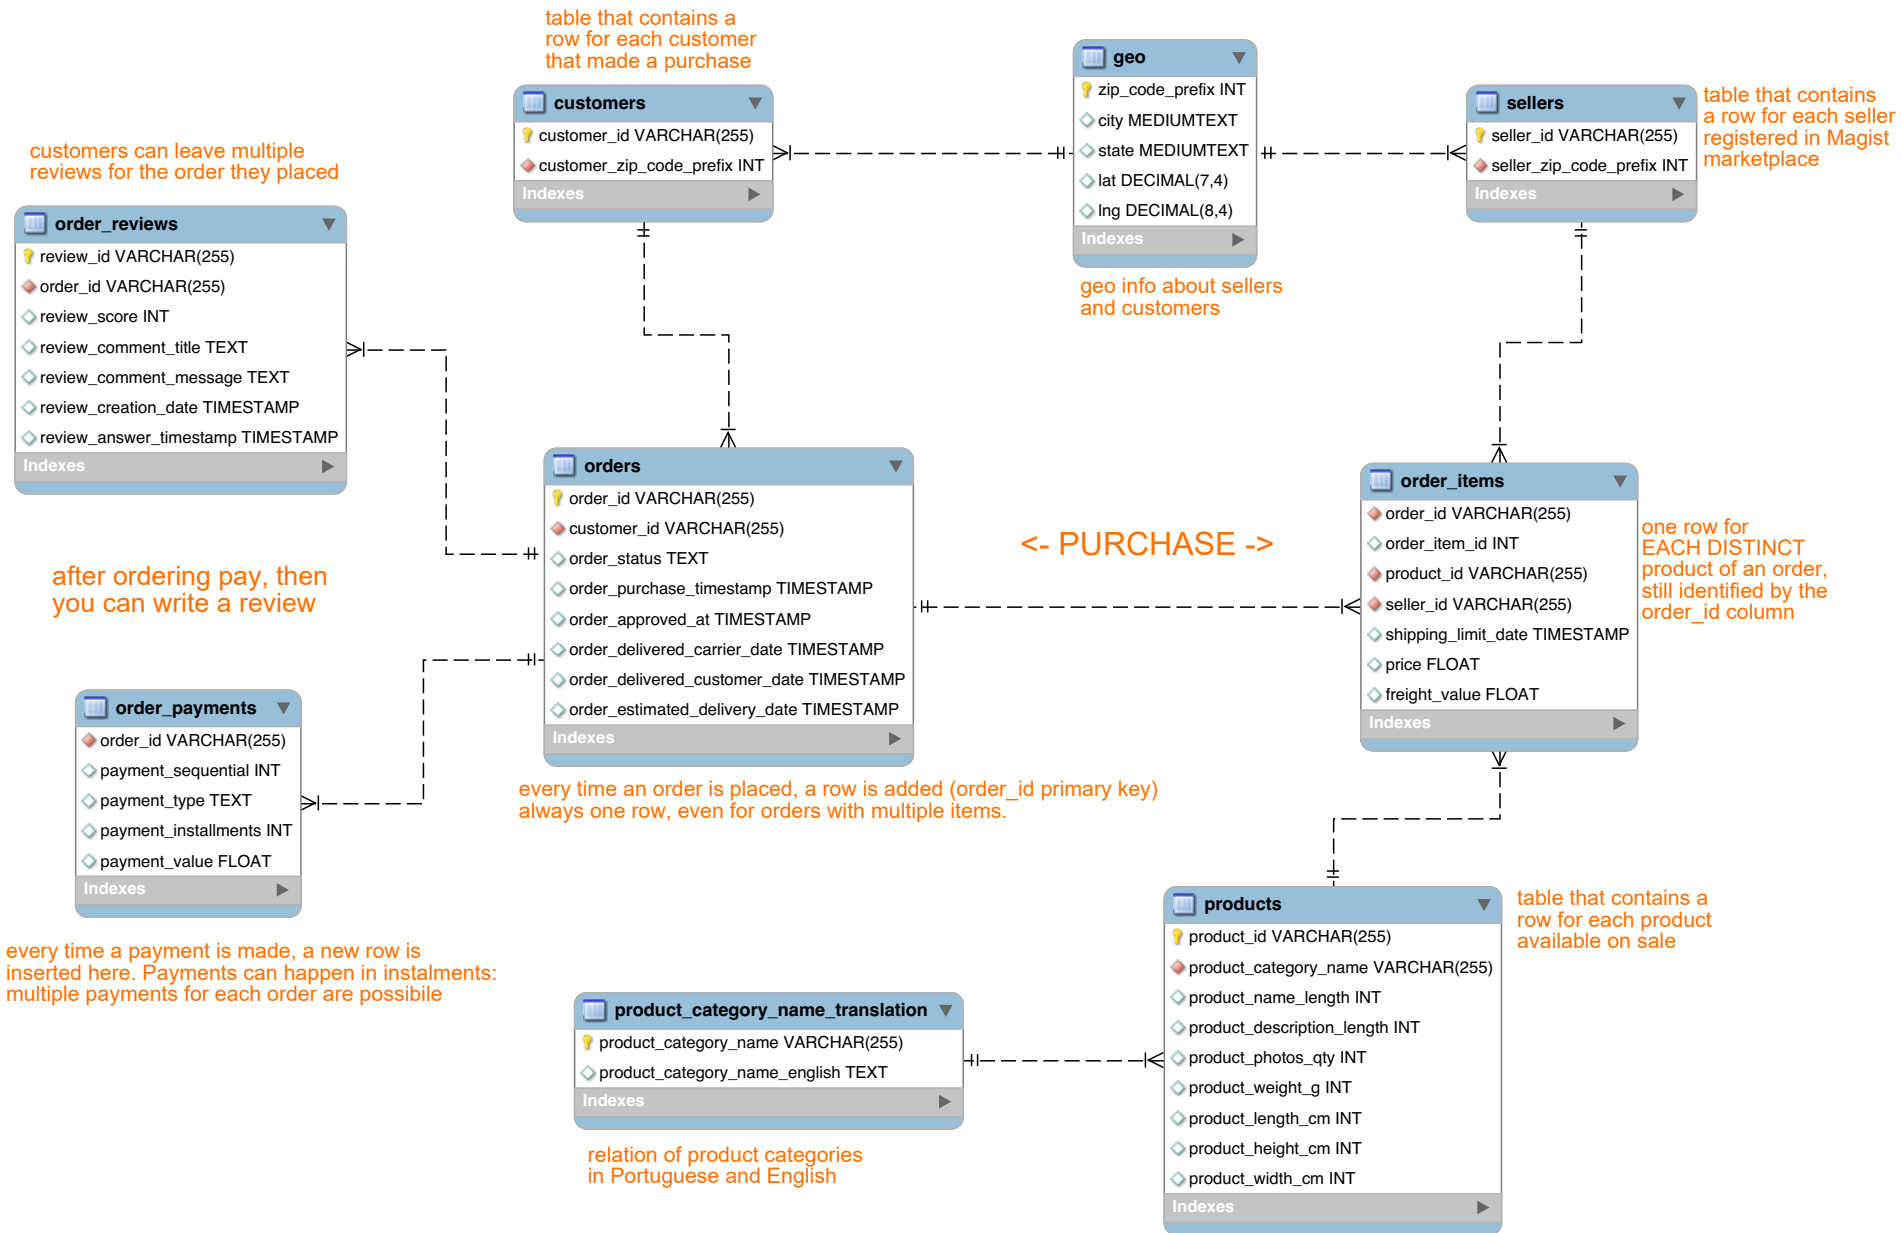 table that contains a
row for each customer
that made a purchase
customers
customer_id VARCHAR(255)
customer_zip_code_prefix INT
Indexes
geo
zip_code_prefix INT
city MEDIUMTEXT
state MEDIUMTEXT
lat DECIMAL(7,4)
lng DECIMAL(8,4)
Indexes
geo info about sellers
and customers
sellers
seller_id VARCHAR(255)
seller_zip_code_prefix INT
Indexes
table that contains
a row for each seller
registered in Magist
marketplace
customers can leave multiple
reviews for the order they placed
order_reviews
review_id VARCHAR(255)
order_id VARCHAR(255)
review_score INT
review_comment_title TEXT
review_comment_message TEXT
review_creation_date TIMESTAMP
review_answer_timestamp TIMESTAMP
Indexes
after ordering pay, then
you can write a review
orders
order_id VARCHAR(255)
customer_id VARCHAR(255)
order_status TEXT
order_purchase_timestamp TIMESTAMP
order_approved_at TIMESTAMP
order_delivered_carrier_date TIMESTAMP
order_delivered_customer_date TIMESTAMP
order_estimated_delivery_date TIMESTAMP
Indexes
every time an order is placed, a row is added (order_id primary key)
always one row, even for orders with multiple items.
<- PURCHASE ->
order_items
order_id VARCHAR(255)
order_item_id INT
product_id VARCHAR(255)
seller_id VARCHAR(255)
shipping_limit_date TIMESTAMP
price FLOAT
freight_value FLOAT
Indexes
one row for
EACH DISTINCT
product of an order,
still identified by the
order_id column
order_payments
order_id VARCHAR(255)
payment_sequential INT
payment_type TEXT
payment_installments INT
payment_value FLOAT
Indexes
every time a payment is made, a new row is
inserted here. Payments can happen in instalments:
multiple payments for each order are possibile
product_category_name_translation
product_category_name VARCHAR(255)
product_category_name_english TEXT
Indexes
relation of product categories
in Portuguese and English
products
product_id VARCHAR(255)
product_category_name VARCHAR(255)
product_name_length INT
product_description_length INT
product_photos_qty INT
product_weight_g INT
product_length_cm INT
product_height_cm INT
product_width_cm INT
Indexes
table that contains a
row for each product
available on sale